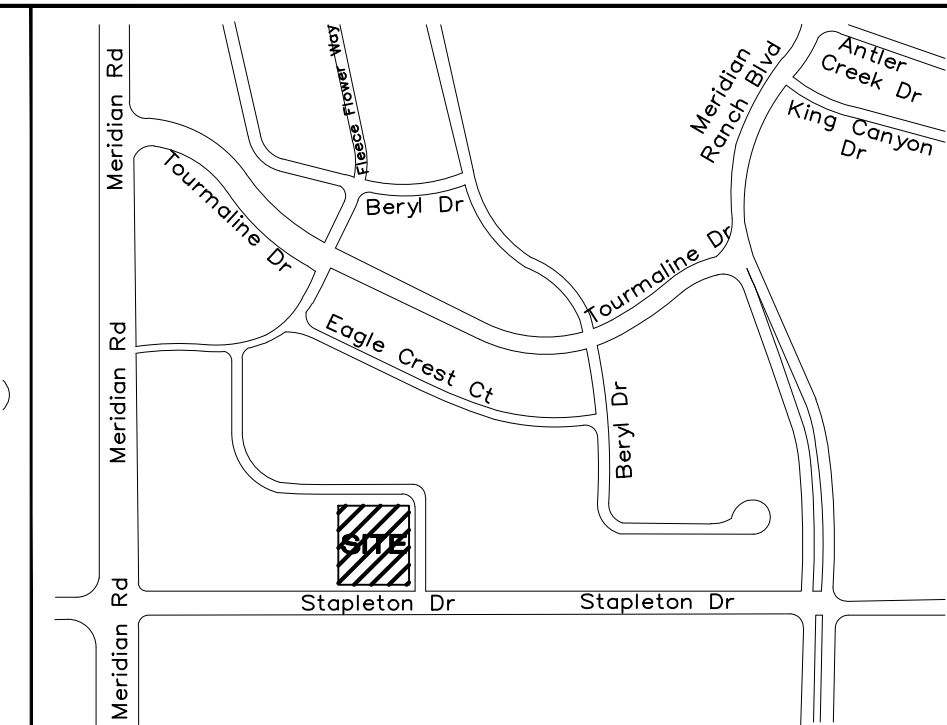 Meridian Rd
Fleece Flower Way
Meridian
Ranch Blvd
Antler
Creek Dr
King Canyon
Dr
Tourmaline Dr
Beryl Dr
Tourmaline Dr
Meridian Rd
Eagle Crest Ct
Beryl Dr
SITE
Meridian Rd
Stapleton Dr
Stapleton Dr
Meridian Rd